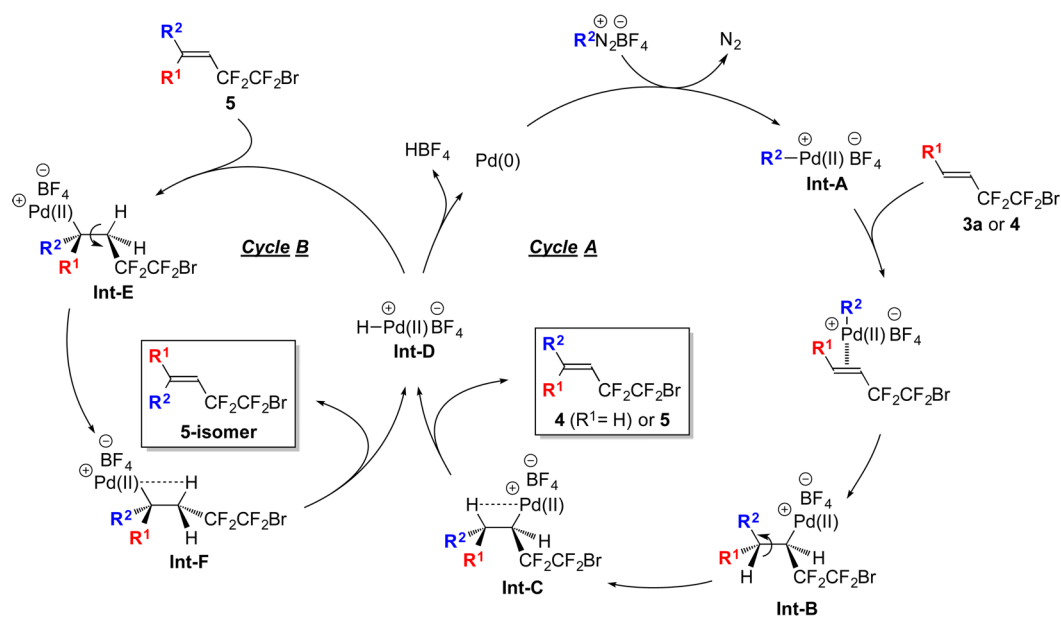 R²
R¹
CF₂CF₂Br
5
R²N₂BF₄
⊕ ⊖
N₂
HBF₄
Pd(0)
⊕ ⊖
R²–Pd(II) BF₄
Int-A
R¹
CF₂CF₂Br
3a or 4
⊖
BF₄
⊕
Pd(II)
H
R²
H
R¹
CF₂CF₂Br
Int-E
Cycle B
Cycle A
⊕ ⊖
H–Pd(II) BF₄
Int-D
R²
⊕ ⊖
Pd(II) BF₄
R¹
CF₂CF₂Br
R¹
R²
CF₂CF₂Br
5-isomer
R²
R¹
CF₂CF₂Br
4 (R¹= H) or 5
⊖
BF₄
⊕
Pd(II)
H
R²
CF₂CF₂Br
R¹
H
Int-F
⊖
BF₄
⊕
H
Pd(II)
R²
H
R¹
CF₂CF₂Br
Int-C
⊖
BF₄
⊕
Pd(II)
R²
R¹
H
H
CF₂CF₂Br
Int-B